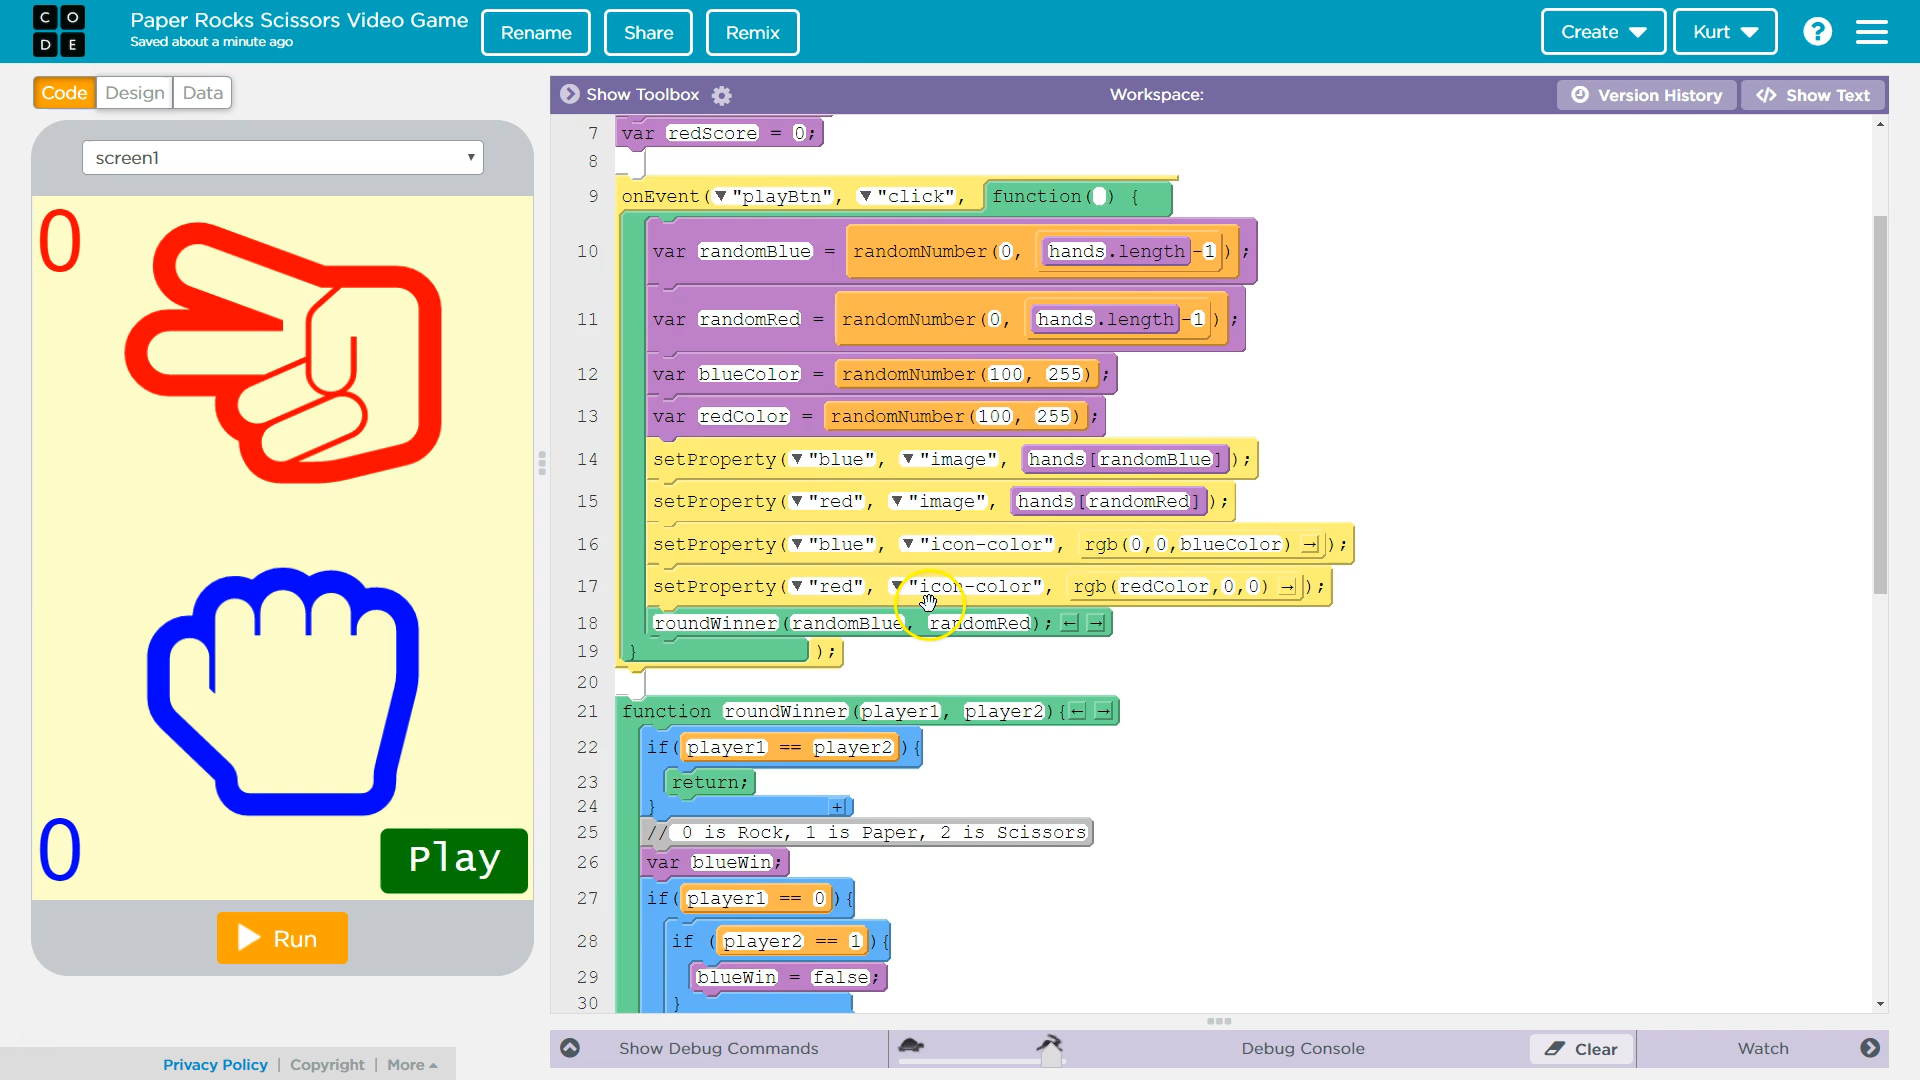 CODE
Paper Rocks Scissors Video Game
Saved about a minute ago
Rename
Share
Remix
Create
Kurt
?
Code
Design
Data
Show Toolbox
Workspace:
Version History
</> Show Text
screen1
0
0
Play
Run
7 var redScore = 0;
8
9 onEvent(▼"playBtn", ▼"click", function() {
10 var randomBlue = randomNumber(0, hands.length-1);
11 var randomRed = randomNumber(0, hands.length-1);
12 var blueColor = randomNumber(100, 255);
13 var redColor = randomNumber(100, 255);
14 setProperty(▼"blue", ▼"image", hands[randomBlue]);
15 setProperty(▼"red", ▼"image", hands[randomRed]);
16 setProperty(▼"blue", ▼"icon-color", rgb(0,0,blueColor)→);
17 setProperty(▼"red", ▼"icon-color", rgb(redColor,0,0)→);
18 roundWinner(randomBlue, randomRed);← →
19 } );
20
21 function roundWinner(player1, player2){← →
22 if(player1 == player2){
23 return;
24 } +
25 // 0 is Rock, 1 is Paper, 2 is Scissors
26 var blueWin;
27 if(player1 == 0){
28 if (player2 == 1){
29 blueWin = false;
30 }
Show Debug Commands
Debug Console
Clear
Watch
Privacy Policy | Copyright | More